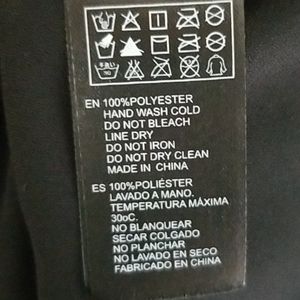 EN 100%POLYESTER
HAND WASH COLD
DO NOT BLEACH
LINE DRY
DO NOT IRON
DO NOT DRY CLEAN
MADE IN CHINA
ES 100%POLIÉSTER
LAVADO A MANO.
TEMPERATURA MÁXIMA
30oC.
NO BLANQUEAR
SECAR COLGADO
NO PLANCHAR
NO LAVADO EN SECO
FABRICADO EN CHINA